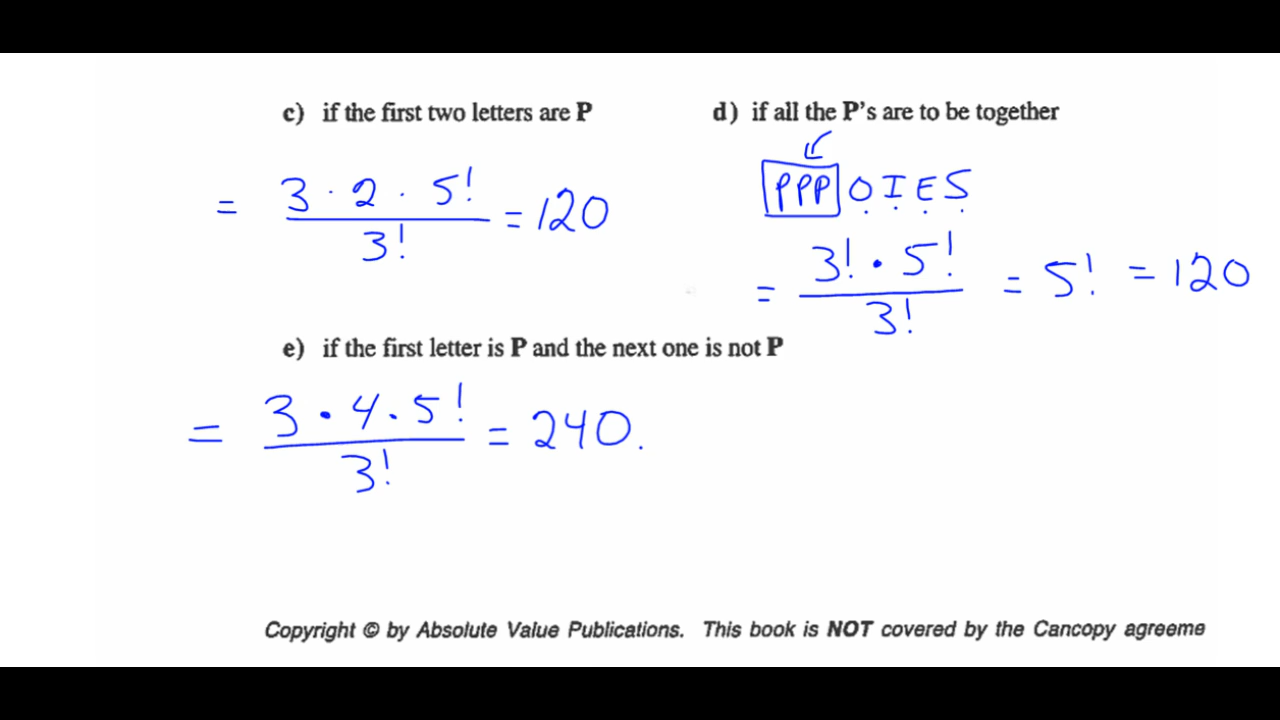 c) if the first two letters are P
= 3 · 2 · 5! / 3! = 120
d) if all the P's are to be together
PPP O I E S
= 3! · 5! / 3! = 5! = 120
e) if the first letter is P and the next one is not P
= 3 · 4 · 5! / 3! = 240.
Copyright © by Absolute Value Publications. This book is NOT covered by the Cancopy agreeme